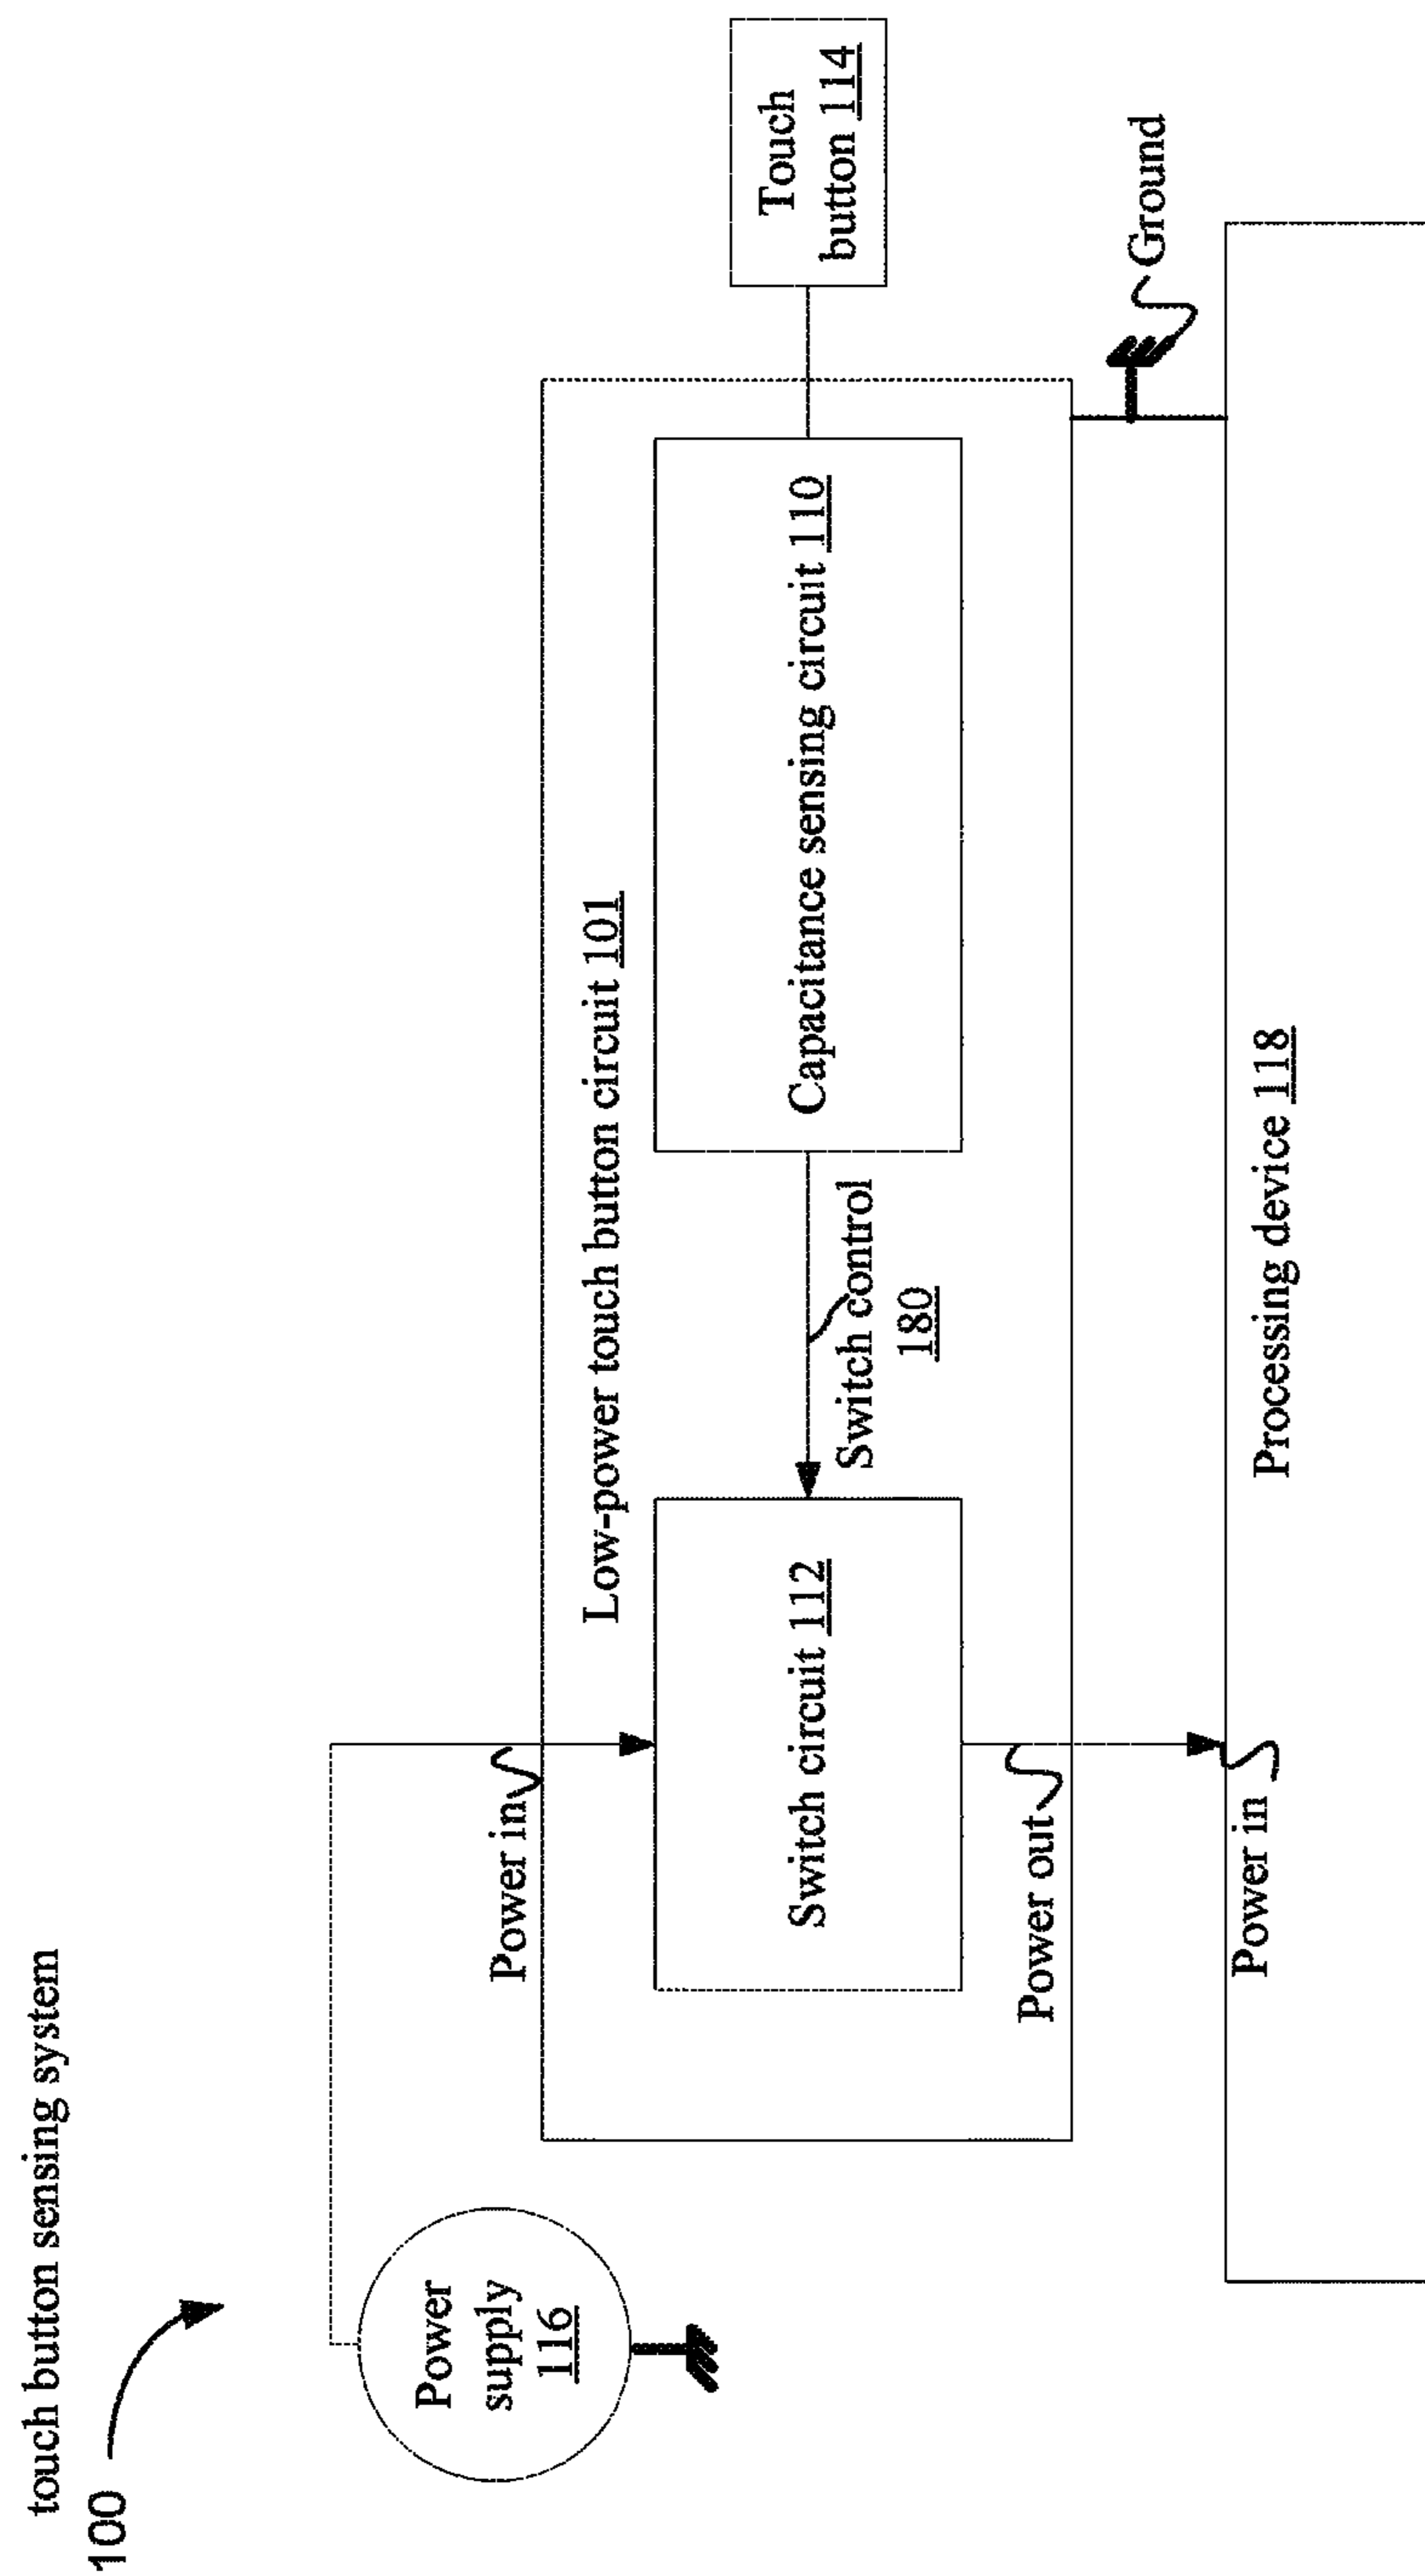 touch button sensing system
100
Power
supply
116
Power in
Low-power touch button circuit 101
Switch circuit 112
Switch control
180
Capacitance sensing circuit 110
Touch
button 114
Power out
Ground
Power in
Processing device 118